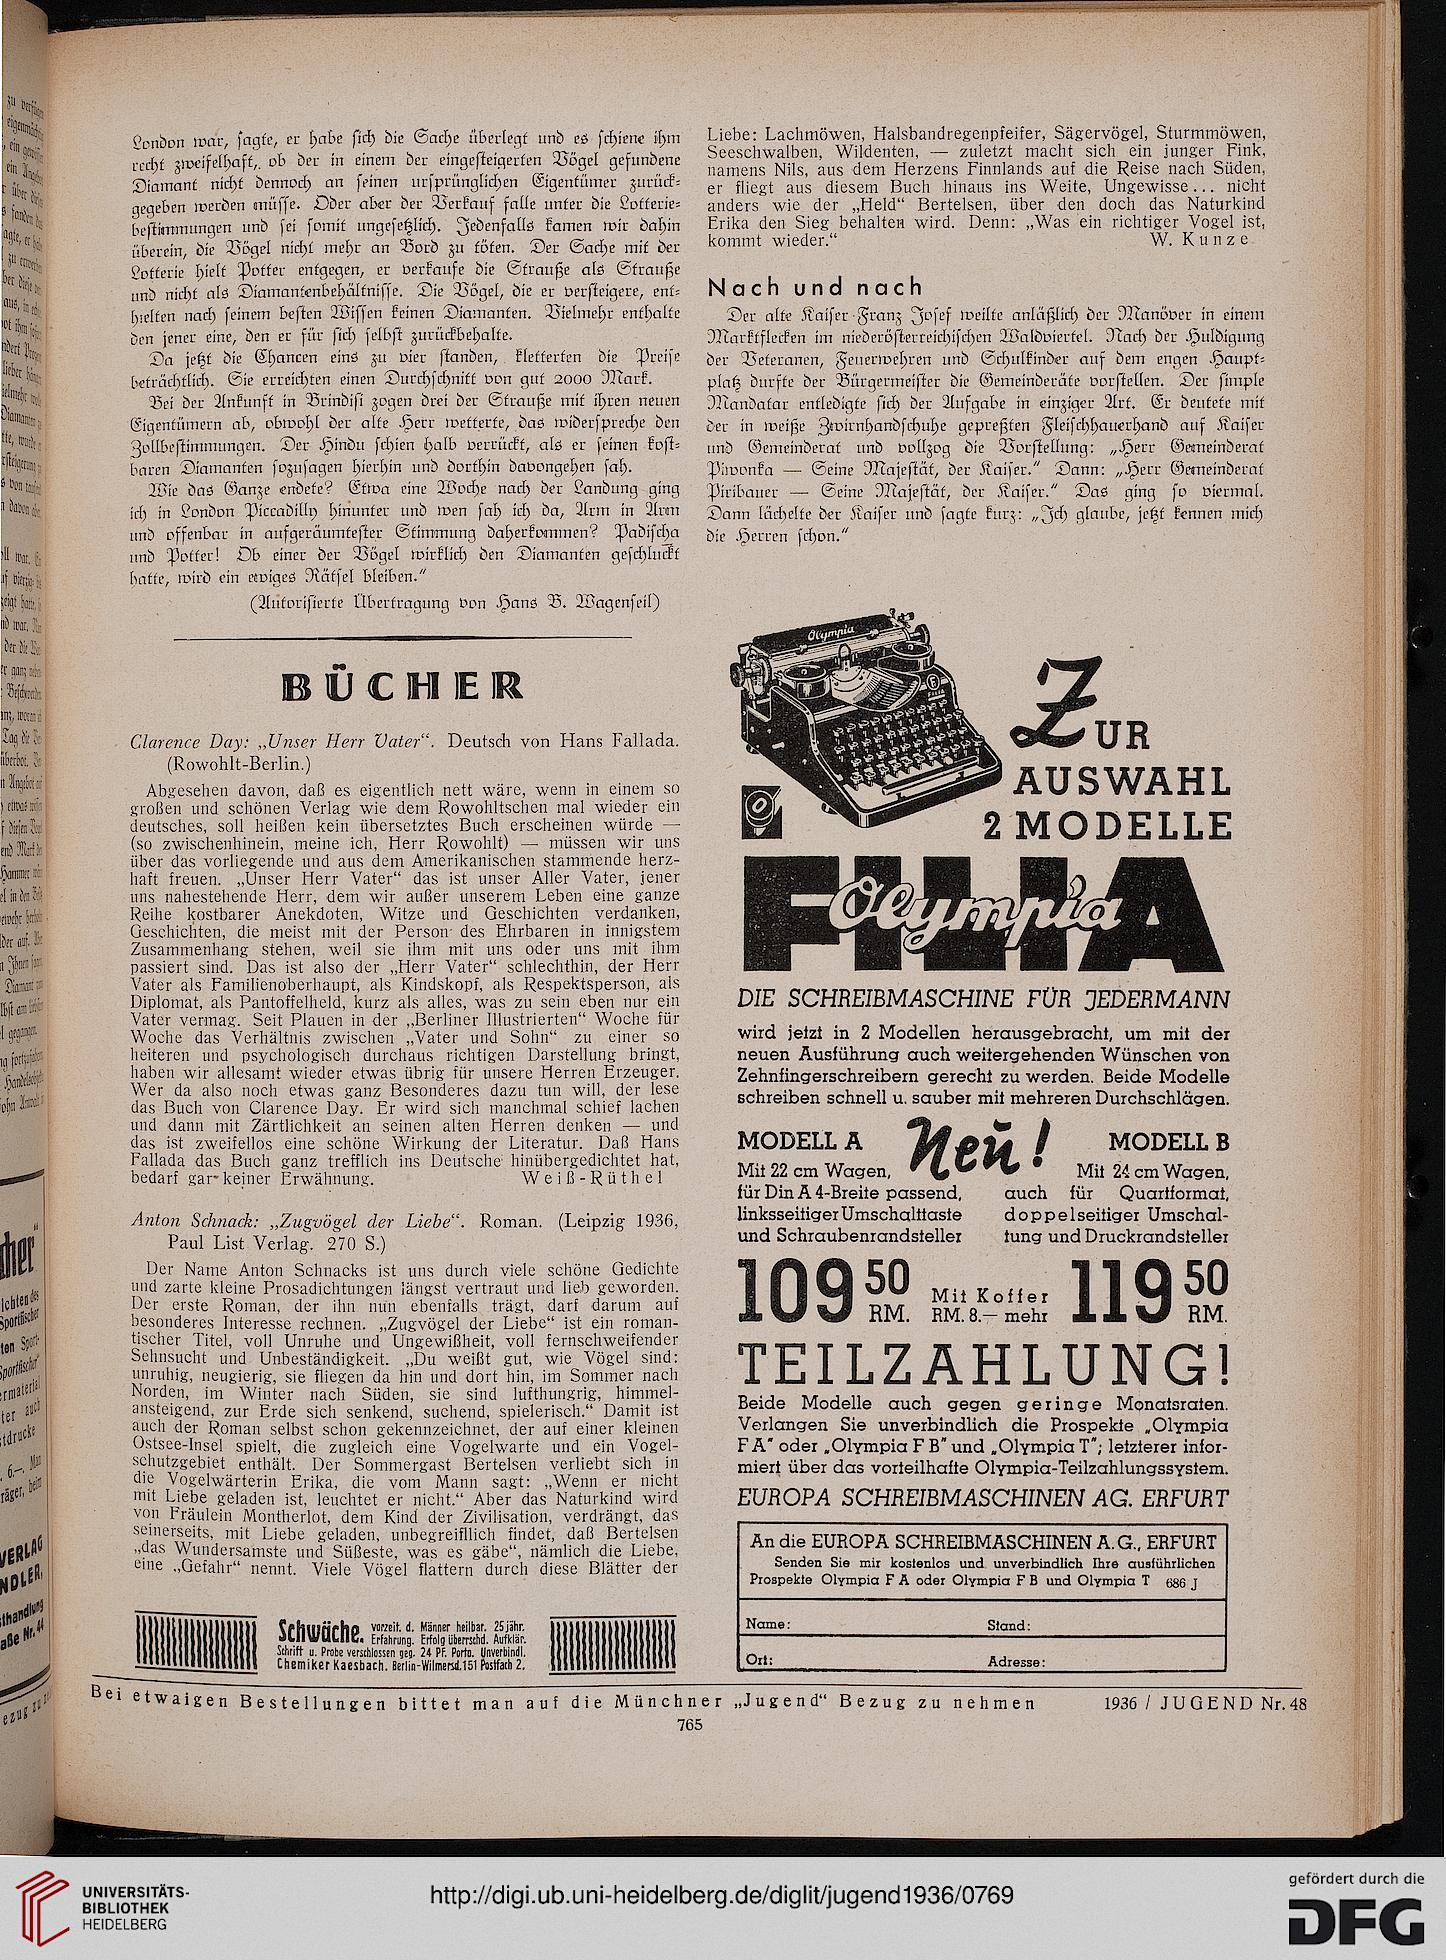 London war, sagte, er habe sich die Sache überlegt und es schiene ihm
recht zweifelhaft, ob der in einem der eingesteigerten Vögel gefundene
Diamant nicht dennoch an seinen ursprünglichen Eigentümer zurück-
gegeben werden müsse. Oder aber der Verkauf falle unter die Lotterie-
bestimmungen und sei somit ungesetzlich. Jedenfalls kamen wir dahin
überein, die Vögel nicht mehr an Bord zu töten. Der Sache mit der
Lotterie hielt Potter entgegen, er verkaufe die Strauße als Strauße
und nicht als Diamantenbehältnisse. Die Vögel, die er versteigere, ent-
hielten nach seinem besten Wissen keinen Diamanten. Vielmehr enthalte
den jener eine, den er für sich selbst zurückbehalte.
Da jetzt die Chancen eins zu vier standen, kletterten die Preise
beträchtlich. Sie erreichten einen Durchschnitt von gut 2000 Mark.
Bei der Ankunft in Brindisi zogen drei der Strauße mit ihren neuen
Eigentümern ab, obwohl der alte Herr wetterte, das widerspreche den
Zollbestimmungen. Der Hindu schien halb verrückt, als er seinen kost-
baren Diamanten sozusagen hierhin und dorthin davongehen sah.
Wie das Ganze endete? Etwa eine Woche nach der Landung ging
ich in London Piccadilly hinunter und wen sah ich da, Arm in Arm
und offenbar in aufgeräumtester Stimmung daherkommen? Padischa
und Potter! Ob einer der Vögel wirklich den Diamanten geschluckt
hatte, wird ein ewiges Rätsel bleiben.“
(Autorisierte Übertragung von Hans B. Wagenseil)
BÜCHER
Clarence Day: „Unser Herr Vater“. Deutsch von Hans Fallada.
(Rowohlt-Berlin.)
Abgesehen davon, daß es eigentlich nett wäre, wenn in einem so
großen und schönen Verlag wie dem Rowohltschen mal wieder ein
deutsches, soll heißen kein übersetztes Buch erscheinen würde —
(so zwischenhinein, meine ich, Herr Rowohlt) — müssen wir uns
über das vorliegende und aus dem Amerikanischen stammende herz-
haft freuen. „Unser Herr Vater“ das ist unser Aller Vater, jener
uns nahestehende Herr, dem wir außer unserem Leben eine ganze
Reihe kostbarer Anekdoten, Witze und Geschichten verdanken,
Geschichten, die meist mit der Person des Ehrbaren in innigstem
Zusammenhang stehen, weil sie ihm mit uns oder uns mit ihm
passiert sind. Das ist also der „Herr Vater“ schlechthin, der Herr
Vater als Familienoberhaupt, als Kindskopf, als Respektsperson, als
Diplomat, als Pantoffelheld, kurz als alles, was zu sein eben nur ein
Vater vermag. Seit Plauen in der „Berliner Illustrierten“ Woche für
Woche das Verhältnis zwischen „Vater und Sohn“ zu einer so
heiteren und psychologisch durchaus richtigen Darstellung bringt,
haben wir allesamt wieder etwas übrig für unsere Herren Erzeuger.
Wer da also noch etwas ganz Besonderes dazu tun will, der lese
das Buch von Clarence Day. Er wird sich manchmal schief lachen
und dann mit Zärtlichkeit an seinen alten Herren denken — und
das ist zweifellos eine schöne Wirkung der Literatur. Daß Hans
Fallada das Buch ganz trefflich ins Deutsche hinübergedichtet hat,
bedarf gar keiner Erwähnung. Weiß-Rüthel
Anton Schnack: „Zugvögel der Liebe“. Roman. (Leipzig 1936,
Paul List Verlag. 270 S.)
Der Name Anton Schnacks ist uns durch viele schöne Gedichte
und zarte kleine Prosadichtungen längst vertraut und lieb geworden.
Der erste Roman, der ihn nun ebenfalls trägt, darf darum auf
besonderes Interesse rechnen. „Zugvögel der Liebe“ ist ein roman-
tischer Titel, voll Unruhe und Ungewißheit, voll fernschweifender
Sehnsucht und Unbeständigkeit. „Du weißt gut, wie Vögel sind:
unruhig, neugierig, sie fliegen da hin und dort hin, im Sommer nach
Norden, im Winter nach Süden, sie sind lufthungrig, himmel-
ansteigend, zur Erde sich senkend, suchend, spielerisch.“ Damit ist
auch der Roman selbst schon gekennzeichnet, der auf einer kleinen
Ostsee-Insel spielt, die zugleich eine Vogelwarte und ein Vogel-
schutzgebiet enthält. Der Sommergast Bertelsen verliebt sich in
die Vogelwärterin Erika, die vom Mann sagt: „Wenn er nicht
mit Liebe geladen ist, leuchtet er nicht.“ Aber das Naturkind wird
von Fräulein Montherlot, dem Kind der Zivilisation, verdrängt, das
seinerseits, mit Liebe geladen, unbegreiflich findet, daß Bertelsen
„das Wundersamste und Süßeste, was es gäbe“, nämlich die Liebe,
eine „Gefahr“ nennt. Viele Vögel flattern durch diese Blätter der
Schwäche. vorzeit. d. Männer heilbar. 25 jähr.
Erfahrung. Erfolg überrschd. Aufklär.
Schrift u. Probe verschlossen geg. 24 Pf. Porto. Unverbindl.
Chemiker Kaesbach. Berlin-Wilmersd. 151 Postfach 2.
Liebe: Lachmöwen, Halsbandregenpfeifer, Sägervögel, Sturmmöwen,
Seeschwalben, Wildenten, — zuletzt macht sich ein junger Fink,
namens Nils, aus dem Herzens Finnlands auf die Reise nach Süden,
er fliegt aus diesem Buch hinaus ins Weite, Ungewisse... nicht
anders wie der „Held“ Bertelsen, über den doch das Naturkind
Erika den Sieg behalten wird. Denn: „Was ein richtiger Vogel ist,
kommt wieder.“ W. Kunze
Nach und nach
Der alte Kaiser Franz Josef weilte anläßlich der Manöver in einem
Marktflecken im niederösterreichischen Waldviertel. Nach der Huldigung
der Veteranen, Feuerwehren und Schulkinder auf dem engen Haupt-
platz durfte der Bürgermeister die Gemeinderäte vorstellen. Der simple
Mandatar entledigte sich der Aufgabe in einziger Art. Er deutete mit
der in weiße Zwirnhandschuhe gepreßten Fleischhauerhand auf Kaiser
und Gemeinderat und vollzog die Vorstellung: „Herr Gemeinderat
Piwonka — Seine Majestät, der Kaiser.“ Dann: „Herr Gemeinderat
Piribauer — Seine Majestät, der Kaiser.“ Das ging so viermal.
Dann lächelte der Kaiser und sagte kurz: „Ich glaube, jetzt kennen mich
die Herren schon.“
Olympia
ZUR
AUSWAHL
2 MODELLE
Olympia
FILIA
DIE SCHREIBMASCHINE FÜR JEDERMANN
wird jetzt in 2 Modellen herausgebracht, um mit der
neuen Ausführung auch weitergehenden Wünschen von
Zehnfingerschreibern gerecht zu werden. Beide Modelle
schreiben schnell u. sauber mit mehreren Durchschlägen.
MODELL A
Mit 22 cm Wagen,
für Din A 4-Breite passend,
linksseitiger Umschalttaste
und Schraubenrandsteller
Neu!
MODELL B
Mit 24 cm Wagen,
auch für Quartformat,
doppelseitiger Umschal-
tung und Druckrandsteller
109 50 RM.
Mit Koffer
RM. 8.— mehr
119 50 RM.
TEILZAHLUNG!
Beide Modelle auch gegen geringe Monatsraten.
Verlangen Sie unverbindlich die Prospekte „Olympia
F A" oder „Olympia F B" und „Olympia T"; letzterer infor-
miert über das vorteilhafte Olympia-Teilzahlungssystem.
EUROPA SCHREIBMASCHINEN AG. ERFURT
An die EUROPA SCHREIBMASCHINEN A.G., ERFURT
Senden Sie mir kostenlos und unverbindlich Ihre ausführlichen
Prospekte Olympia F A oder Olympia F B und Olympia T 686 J
Name: Stand:
Ort: Adresse:
Bei etwaigen Bestellungen bittet man auf die Münchner „Jugend“ Bezug zu nehmen
1936 / JUGEND Nr. 48
765
UNIVERSITÄTS-
BIBLIOTHEK
HEIDELBERG
http://digi.ub.uni-heidelberg.de/diglit/jugend1936/0769
gefördert durch die
DFG